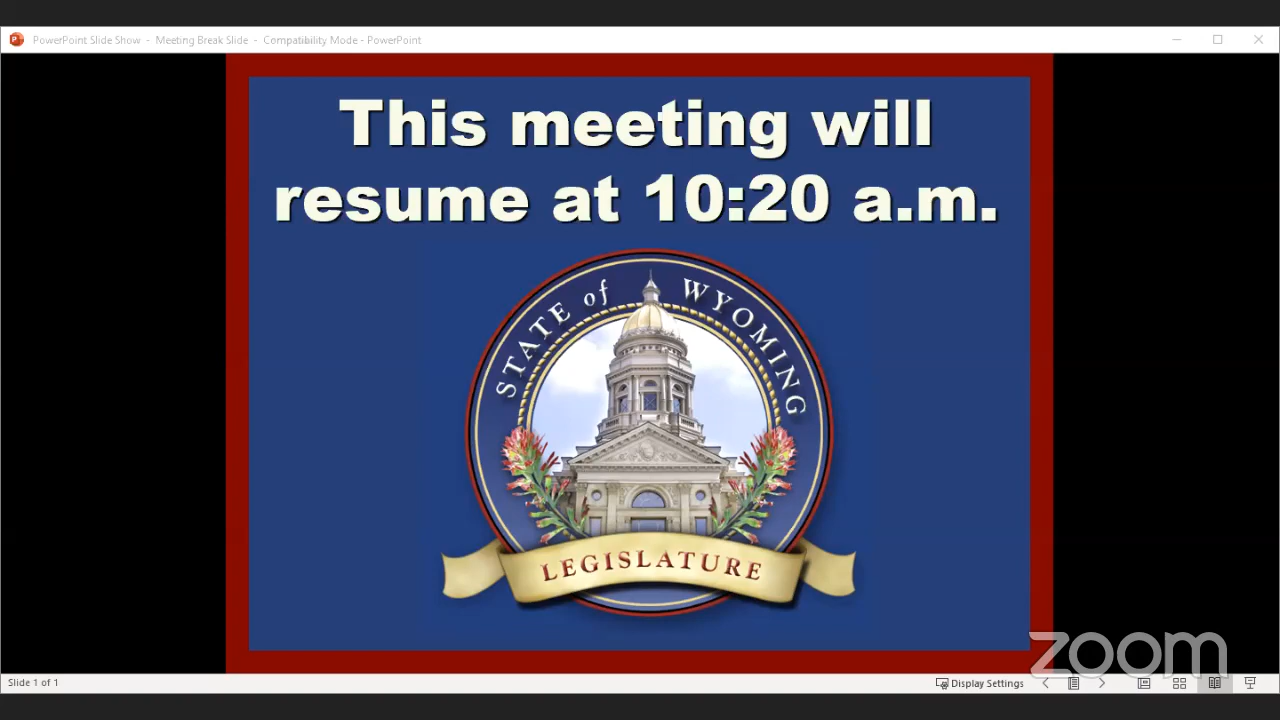 PowerPoint Slide Show - Meeting Break Slide - Compatibility Mode - PowerPoint
This meeting will
resume at 10:20 a.m.
STATE of WYOMING
LEGISLATURE
zoom
Slide 1 of 1
Display Settings